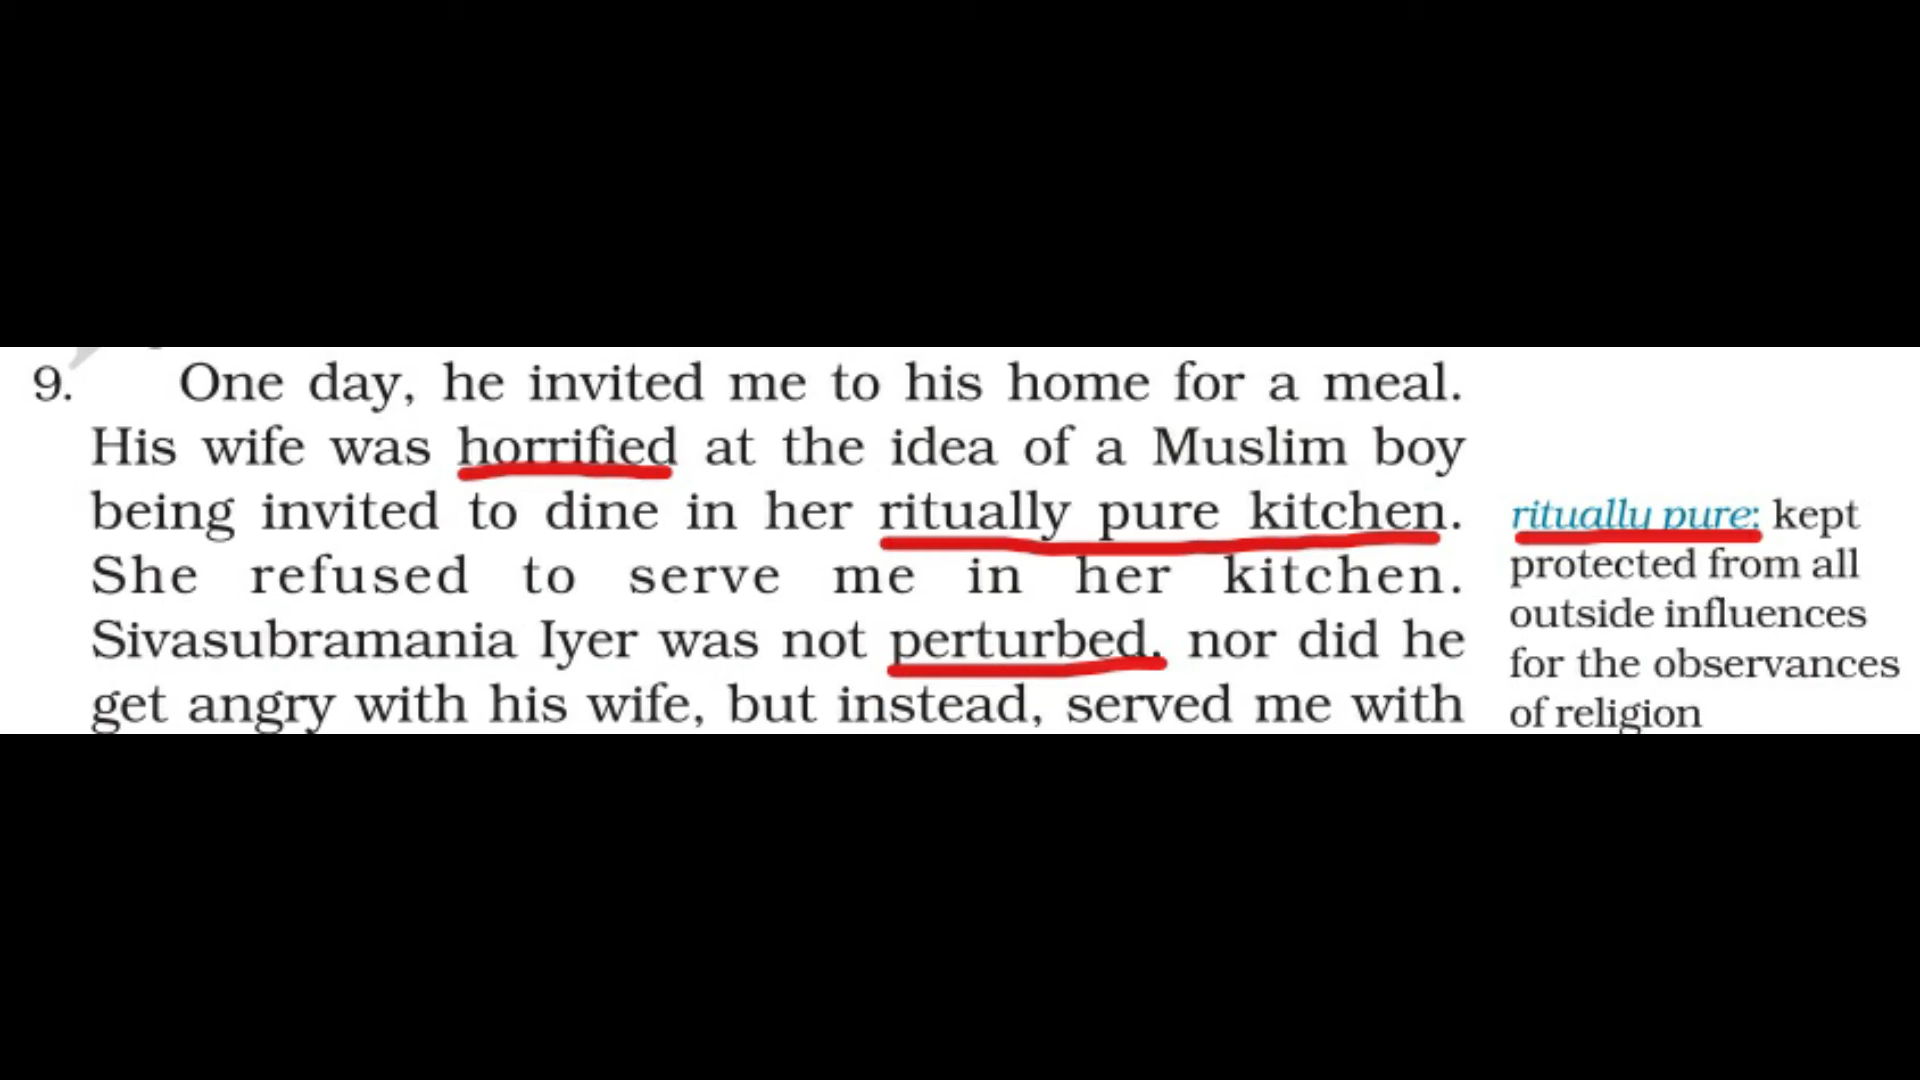 9. One day, he invited me to his home for a meal.
His wife was horrified at the idea of a Muslim boy
being invited to dine in her ritually pure kitchen.
She refused to serve me in her kitchen.
Sivasubramania Iyer was not perturbed, nor did he
get angry with his wife, but instead, served me with
ritually pure: kept
protected from all
outside influences
for the observances
of religion